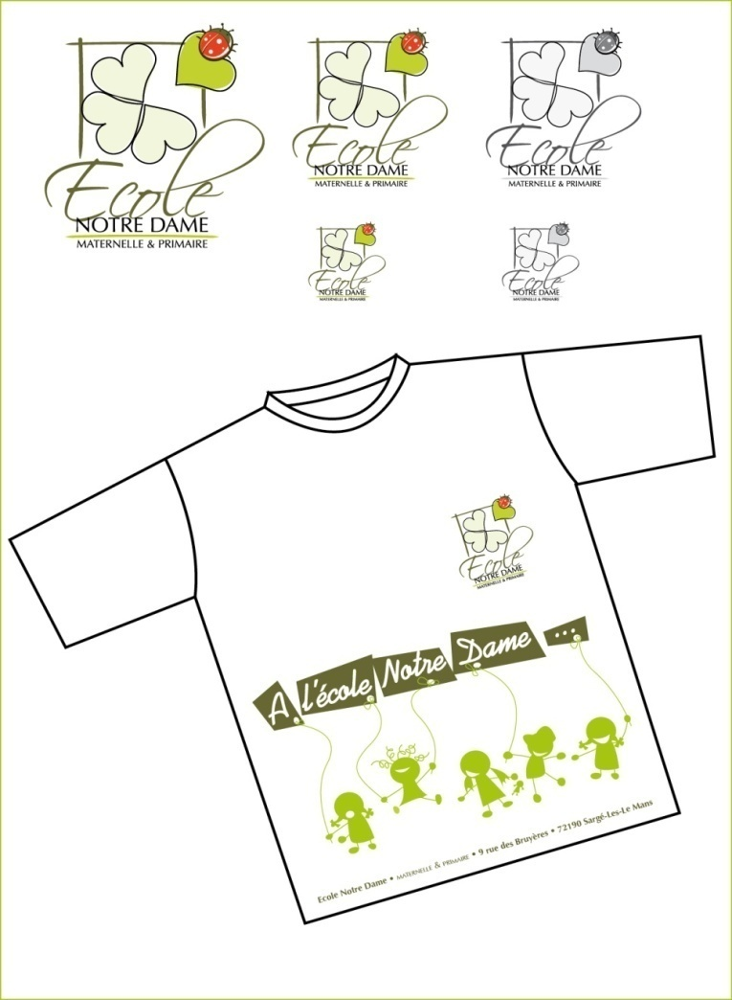 Ecole
NOTRE DAME
MATERNELLE & PRIMAIRE
Ecole
NOTRE DAME
MATERNELLE & PRIMAIRE
Ecole
NOTRE DAME
MATERNELLE & PRIMAIRE
Ecole
NOTRE DAME
MATERNELLE & PRIMAIRE
Ecole
NOTRE DAME
MATERNELLE & PRIMAIRE
Ecole
NOTRE DAME
MATERNELLE & PRIMAIRE
A l'école Notre Dame ...
Ecole Notre Dame • MATERNELLE & PRIMAIRE • 9 rue des Bruyères • 72190 Sargé-Les-Le Mans